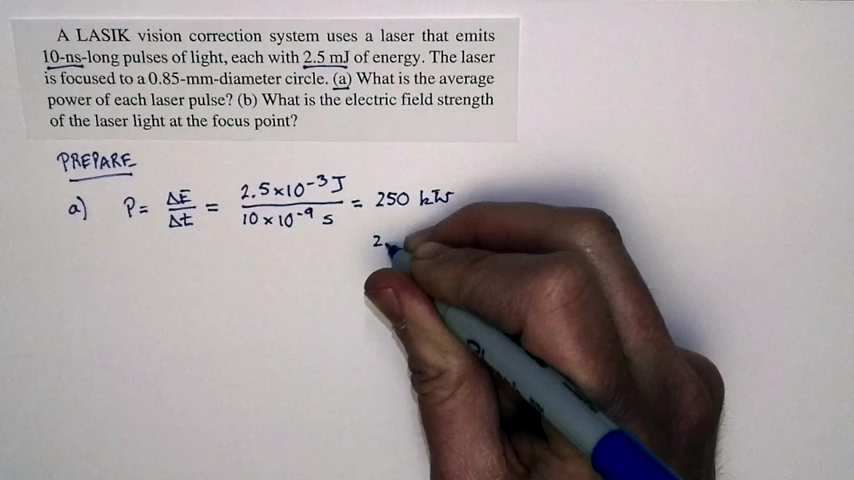 A LASIK vision correction system uses a laser that emits
10-ns-long pulses of light, each with 2.5 mJ of energy. The laser
is focused to a 0.85-mm-diameter circle. (a) What is the average
power of each laser pulse? (b) What is the electric field strength
of the laser light at the focus point?
PREPARE
a) P = ΔE/Δt = 2.5×10⁻³ J / 10×10⁻⁹ s = 250 kW
2.